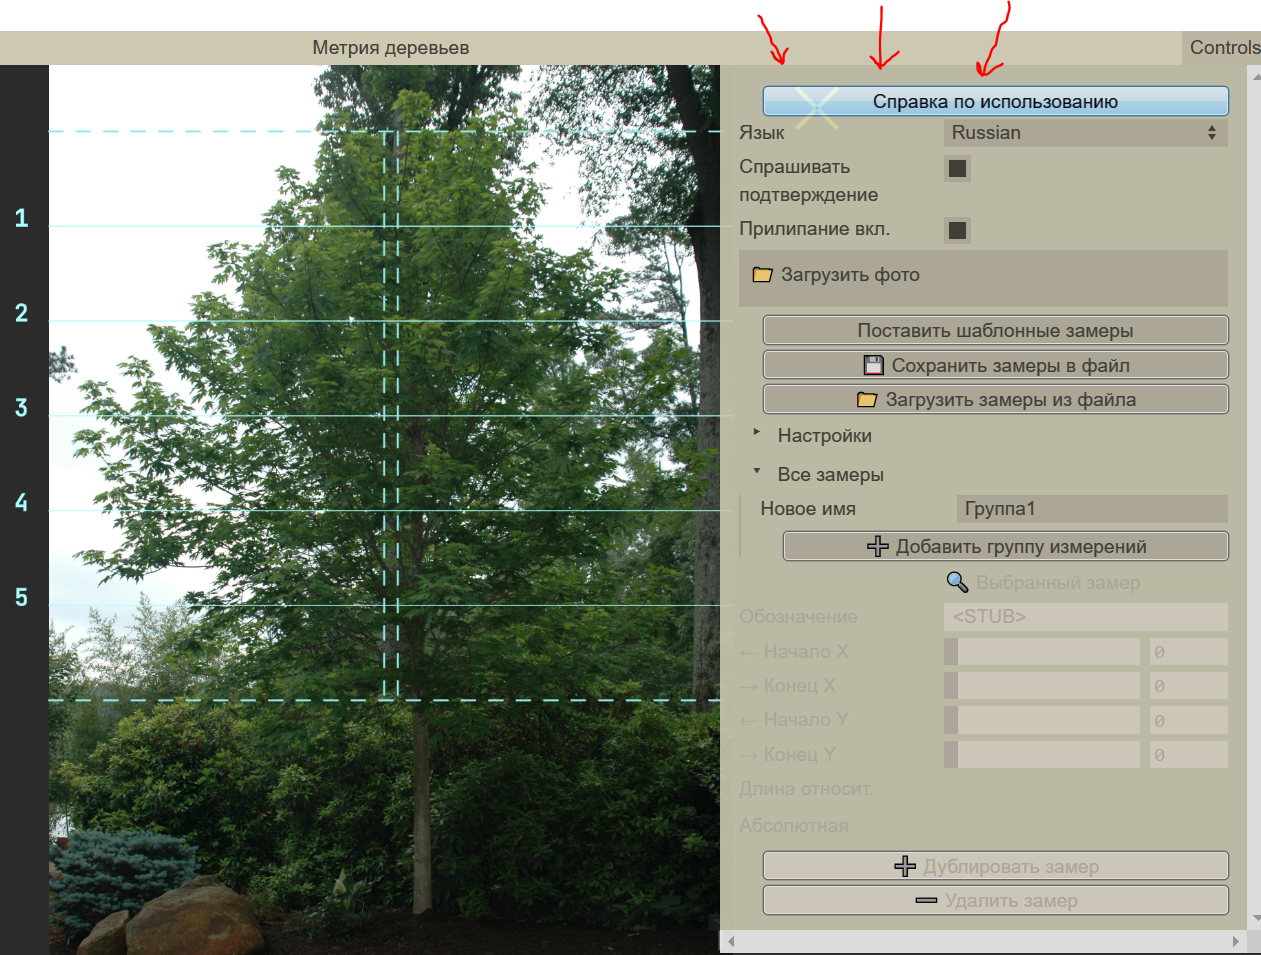 Метрия деревьев
Controls
Справка по использованию
Язык
Russian
Спрашивать
подтверждение
Прилипание вкл.
Загрузить фото
Поставить шаблонные замеры
Сохранить замеры в файл
Загрузить замеры из файла
Настройки
Все замеры
Новое имя
Группа1
Добавить группу измерений
Выбранный замер
Обозначение
<STUB>
← Начало X
0
→ Конец X
0
← Начало Y
0
→ Конец Y
0
Длина относит.
Абсолютная
Дублировать замер
Удалить замер
1
2
3
4
5